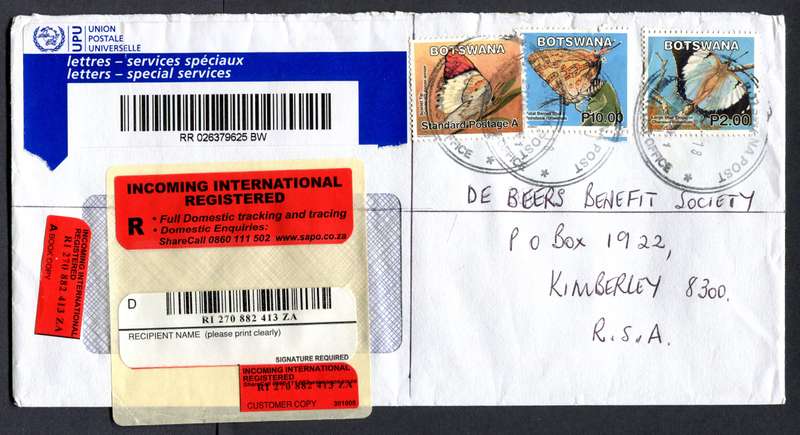 UPU
UNION
POSTALE
UNIVERSELLE
lettres – services spéciaux
letters – special services
RR 026379625 BW
BOTSWANA
Standard Postage A
BOTSWANA
P10.00
BOTSWANA
P2.00
BOTSWANA POST
OFFICE
INCOMING INTERNATIONAL
REGISTERED
R
• Full Domestic tracking and tracing
• Domestic Enquiries:
ShareCall 0860 111 502 www.sapo.co.za
DE BEERS BENEFIT SOCIETY
P O BOX 1922,
KIMBERLEY 8300.
R.S.A.
INCOMING INTERNATIONAL
REGISTERED
RI 270 882 413 ZA
A BOOK COPY
D
RI 270 882 413 ZA
RECIPIENT NAME (please print clearly)
SIGNATURE REQUIRED
INCOMING INTERNATIONAL
REGISTERED
RI 270 882 413 ZA
CUSTOMER COPY